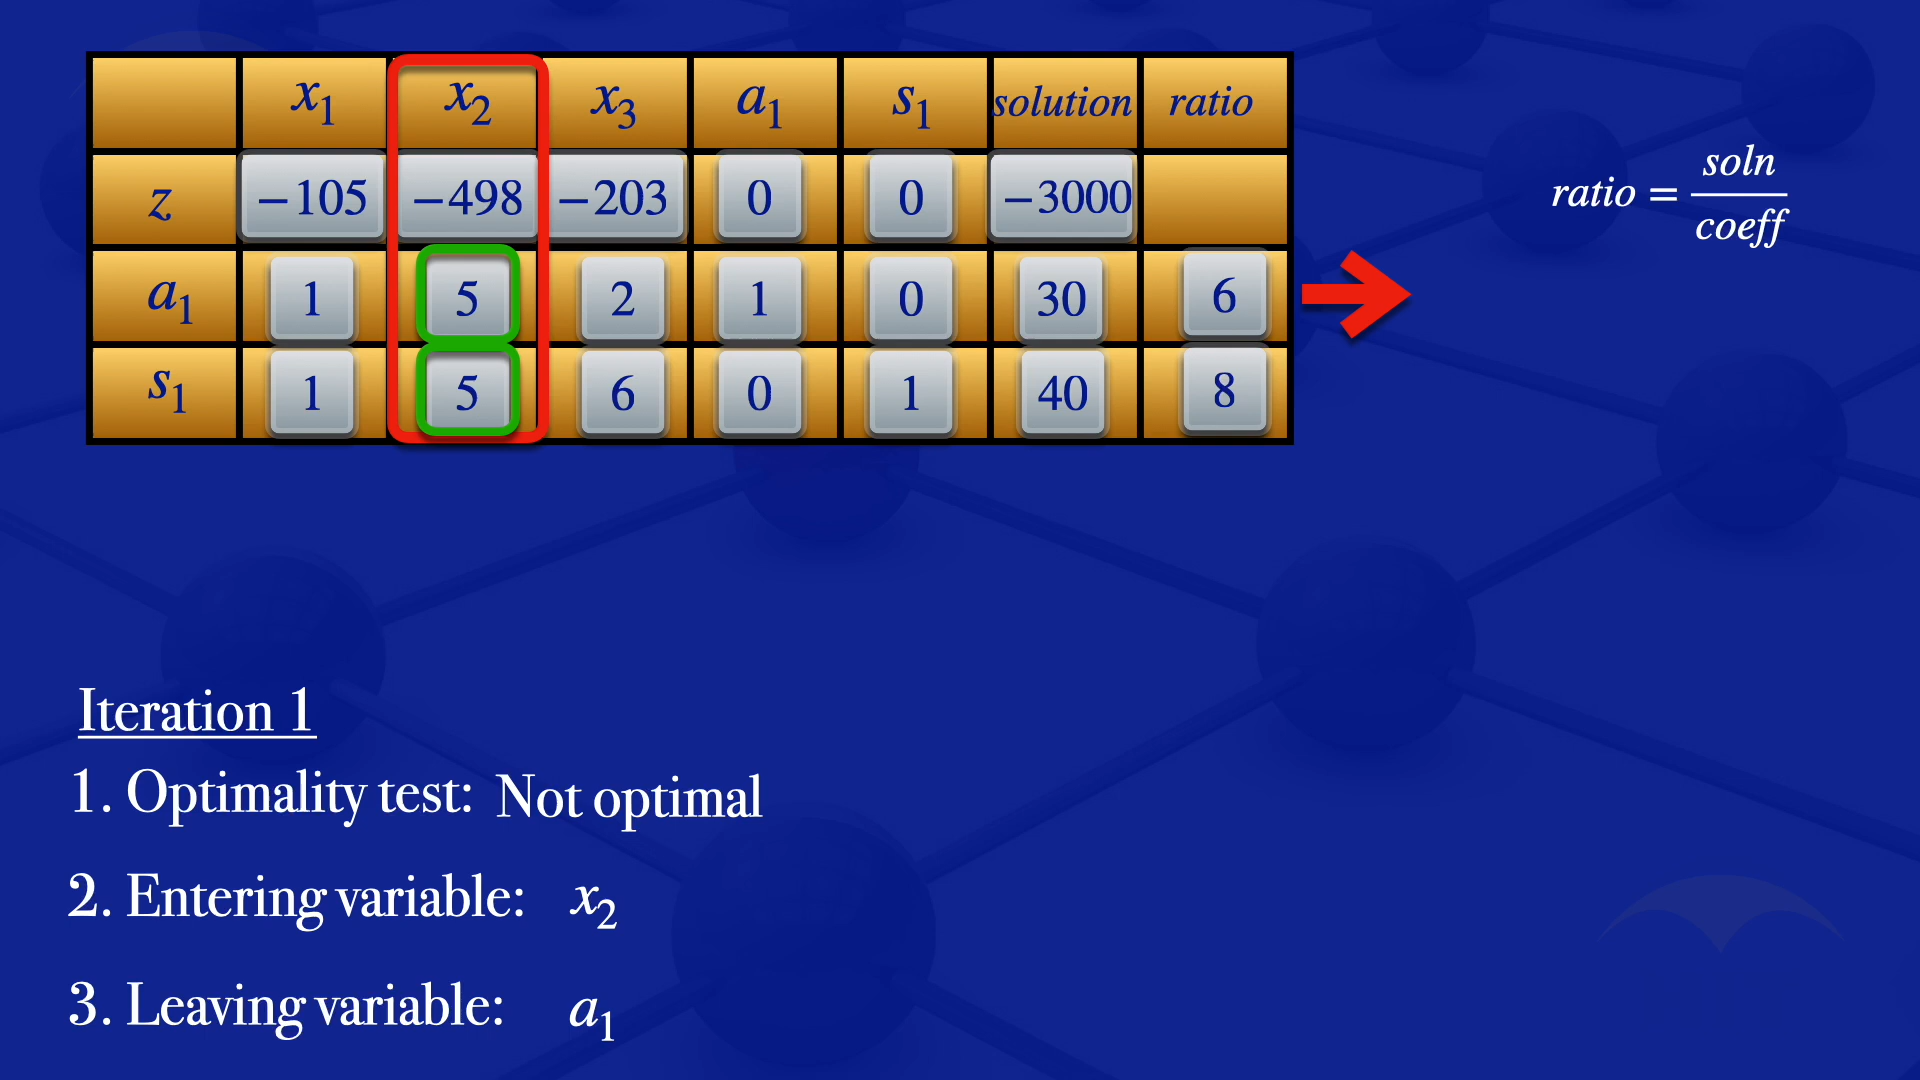 x₁ x₂ x₃ a₁ s₁ solution ratio
z −105 −498 −203 0 0 −3000
a₁ 1 5 2 1 0 30 6
s₁ 1 5 6 0 1 40 8
ratio = soln / coeff
Iteration 1
1. Optimality test: Not optimal
2. Entering variable: x₂
3. Leaving variable: a₁